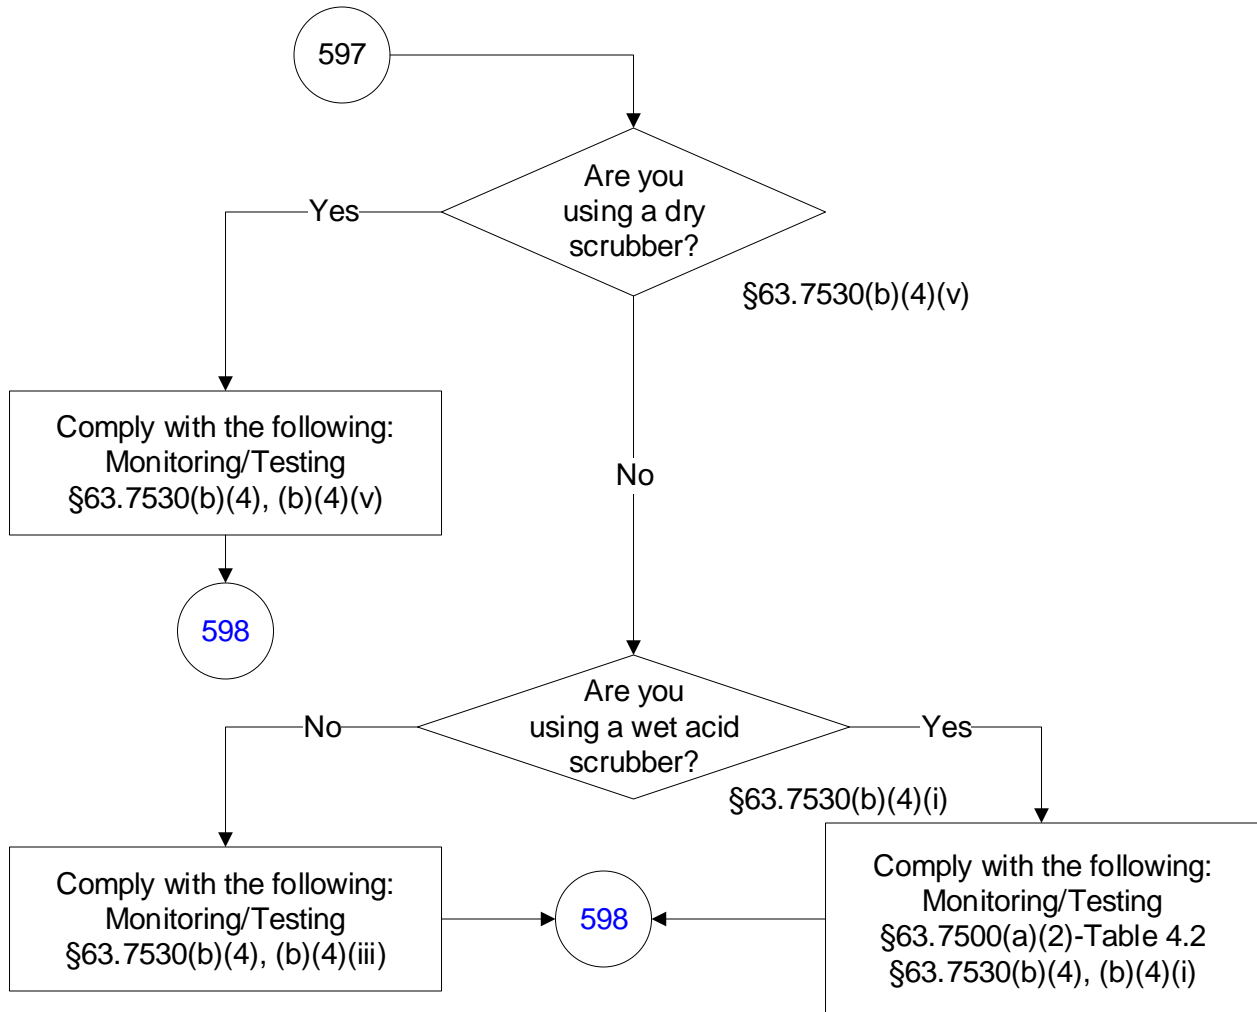 597
Are you
using a dry
scrubber?
Yes
§63.7530(b)(4)(v)
Comply with the following:
Monitoring/Testing
§63.7530(b)(4), (b)(4)(v)
No
598
Are you
using a wet acid
scrubber?
No
Yes
§63.7530(b)(4)(i)
Comply with the following:
Monitoring/Testing
§63.7530(b)(4), (b)(4)(iii)
598
Comply with the following:
Monitoring/Testing
§63.7500(a)(2)-Table 4.2
§63.7530(b)(4), (b)(4)(i)